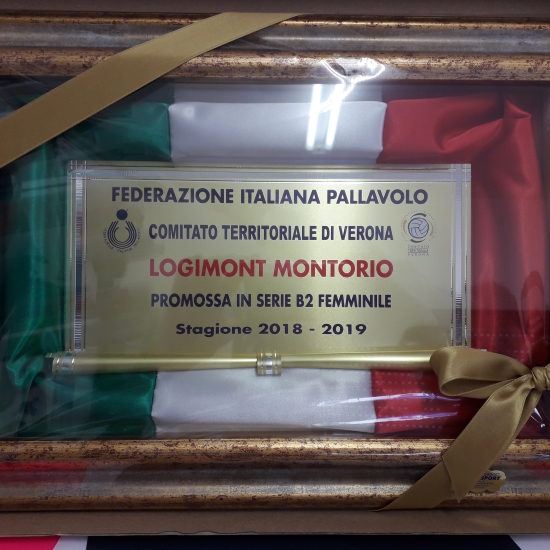 FEDERAZIONE ITALIANA PALLAVOLO
COMITATO TERRITORIALE DI VERONA
LOGIMONT MONTORIO
PROMOSSA IN SERIE B2 FEMMINILE
Stagione 2018 - 2019